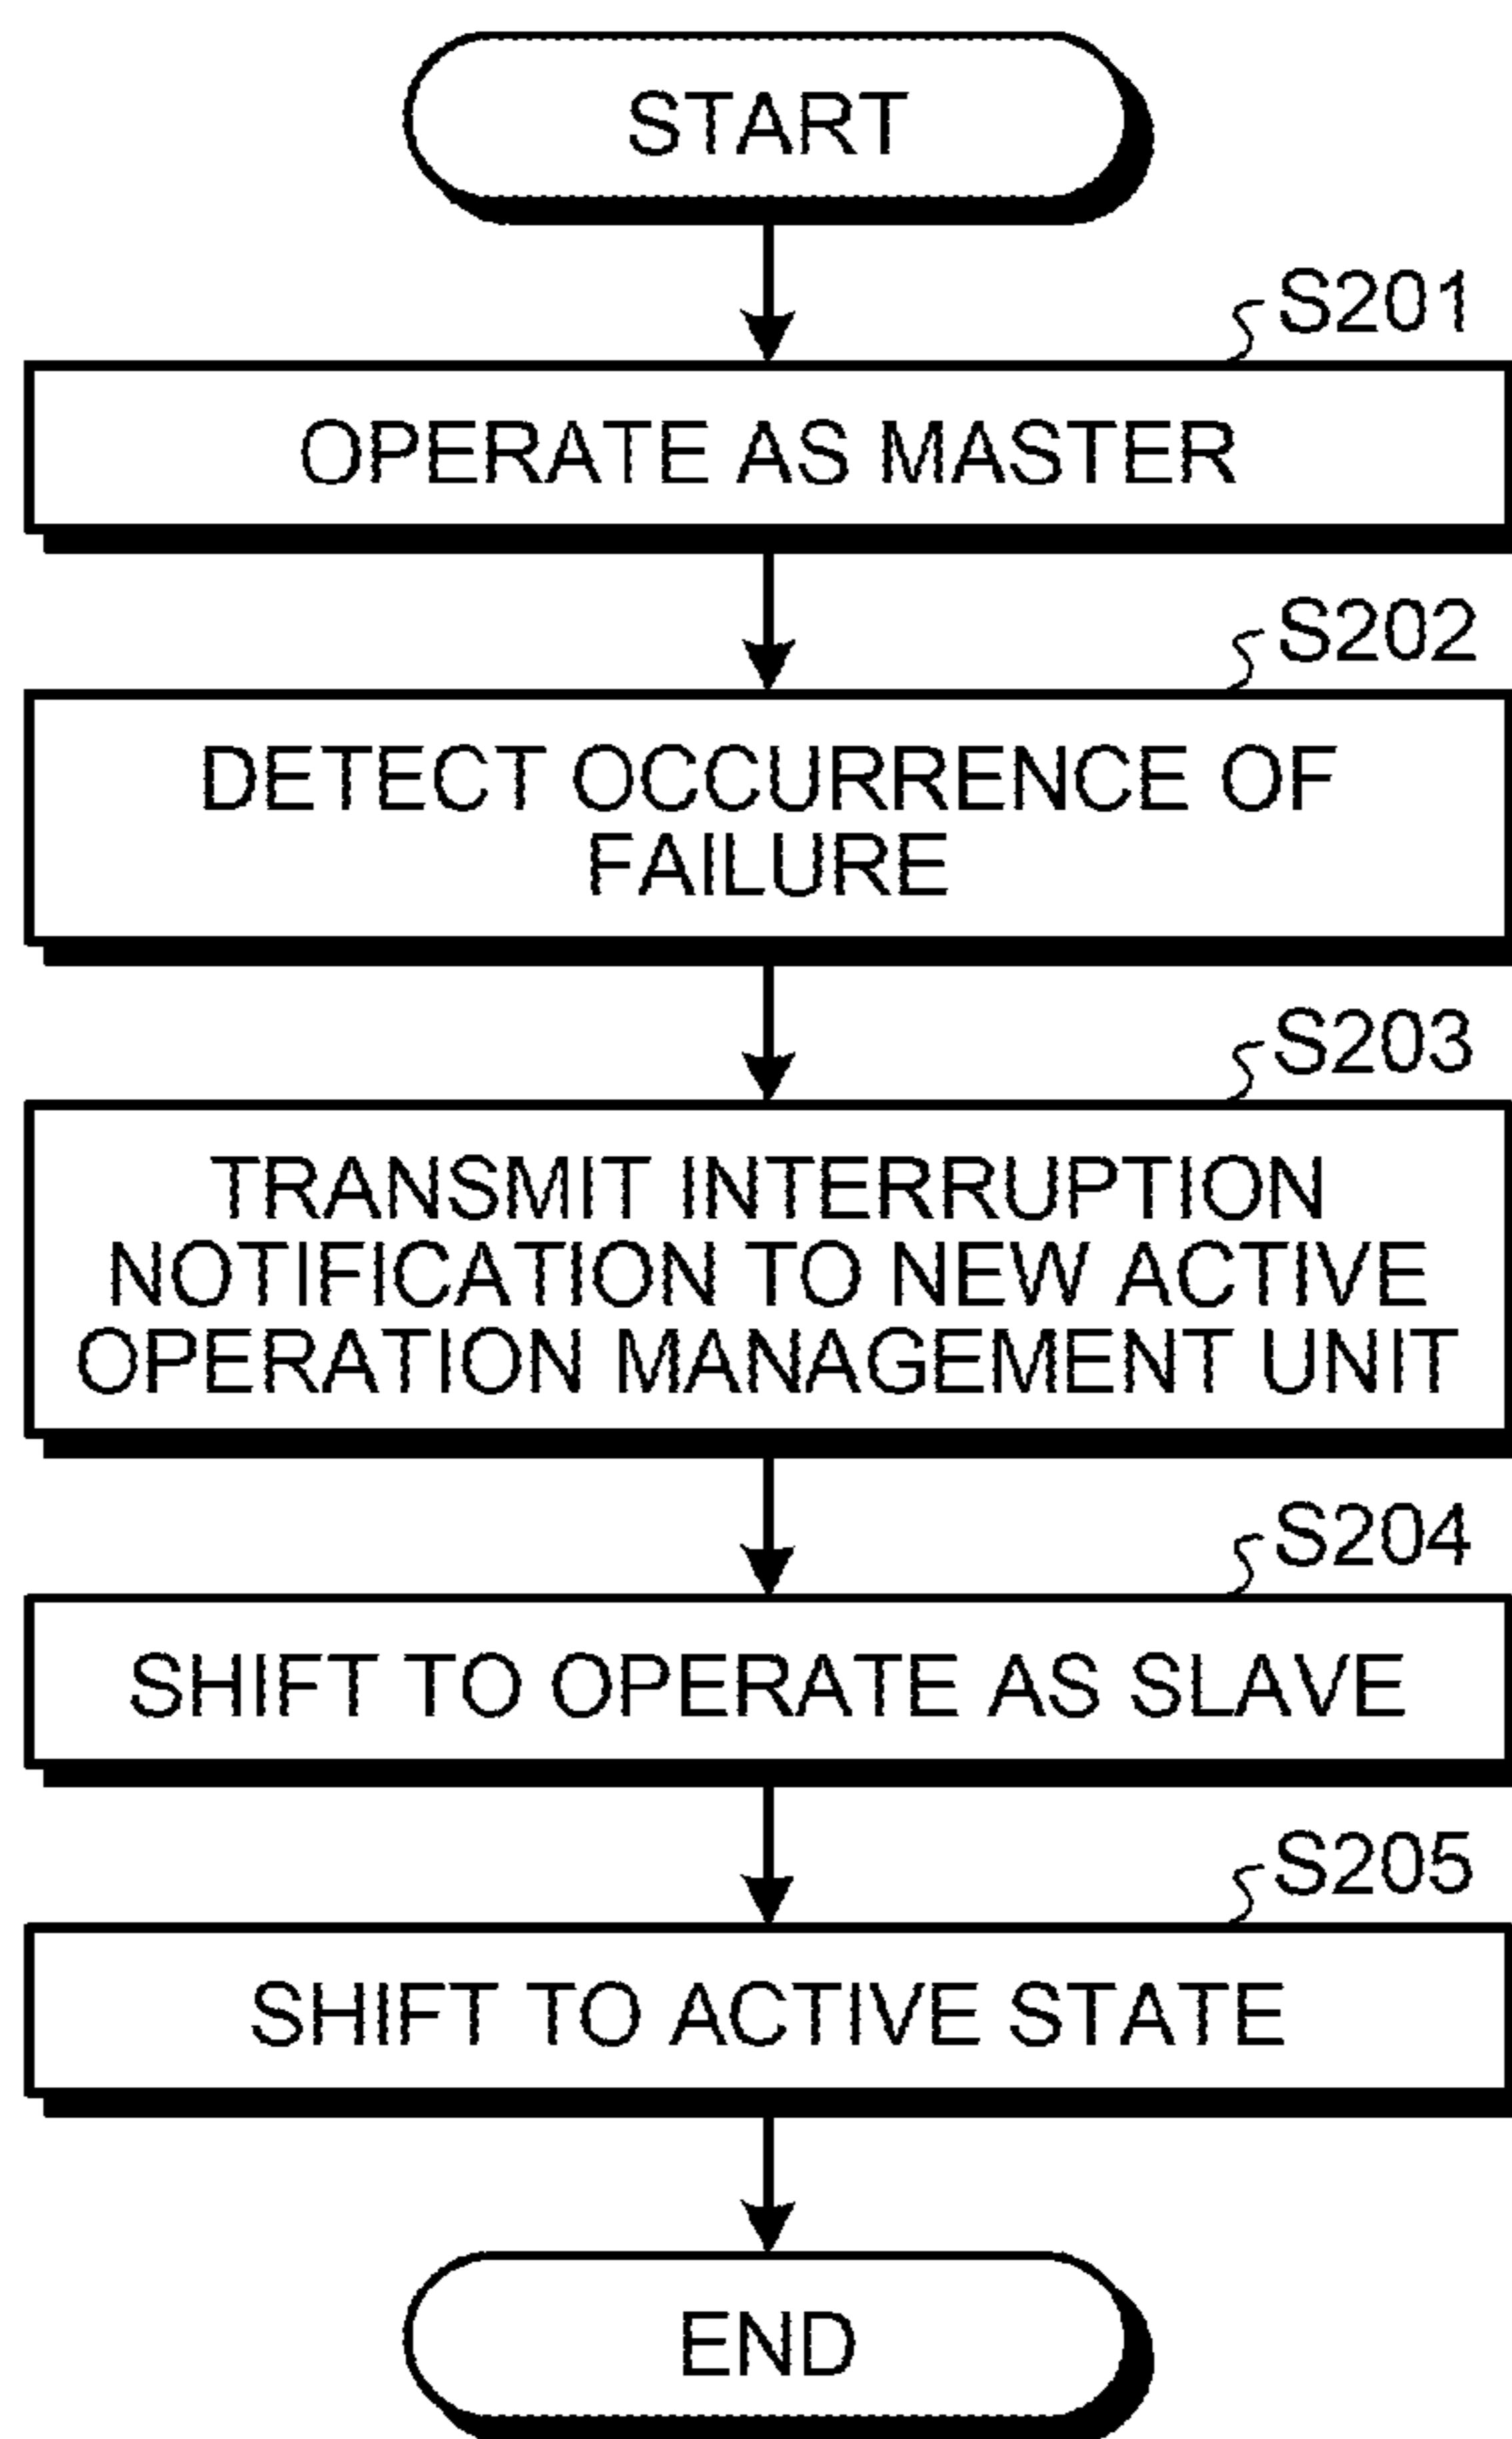 START
S201
OPERATE AS MASTER
S202
DETECT OCCURRENCE OF
FAILURE
S203
TRANSMIT INTERRUPTION
NOTIFICATION TO NEW ACTIVE
OPERATION MANAGEMENT UNIT
S204
SHIFT TO OPERATE AS SLAVE
S205
SHIFT TO ACTIVE STATE
END